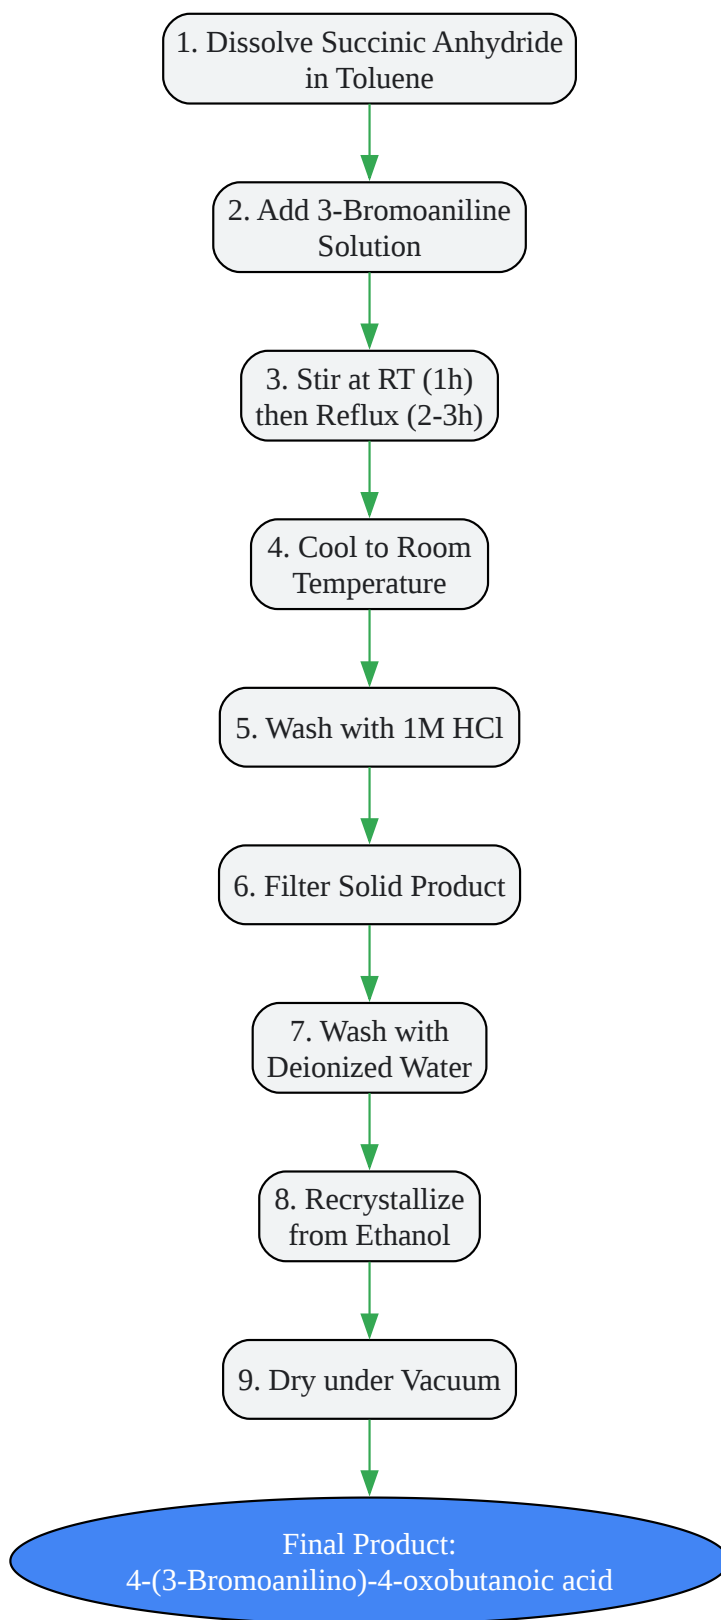 1. Dissolve Succinic Anhydride
in Toluene
2. Add 3-Bromoaniline
Solution
3. Stir at RT (1h)
then Reflux (2-3h)
4. Cool to Room
Temperature
5. Wash with 1M HCl
6. Filter Solid Product
7. Wash with
Deionized Water
8. Recrystallize
from Ethanol
9. Dry under Vacuum
Final Product:
4-(3-Bromoanilino)-4-oxobutanoic acid